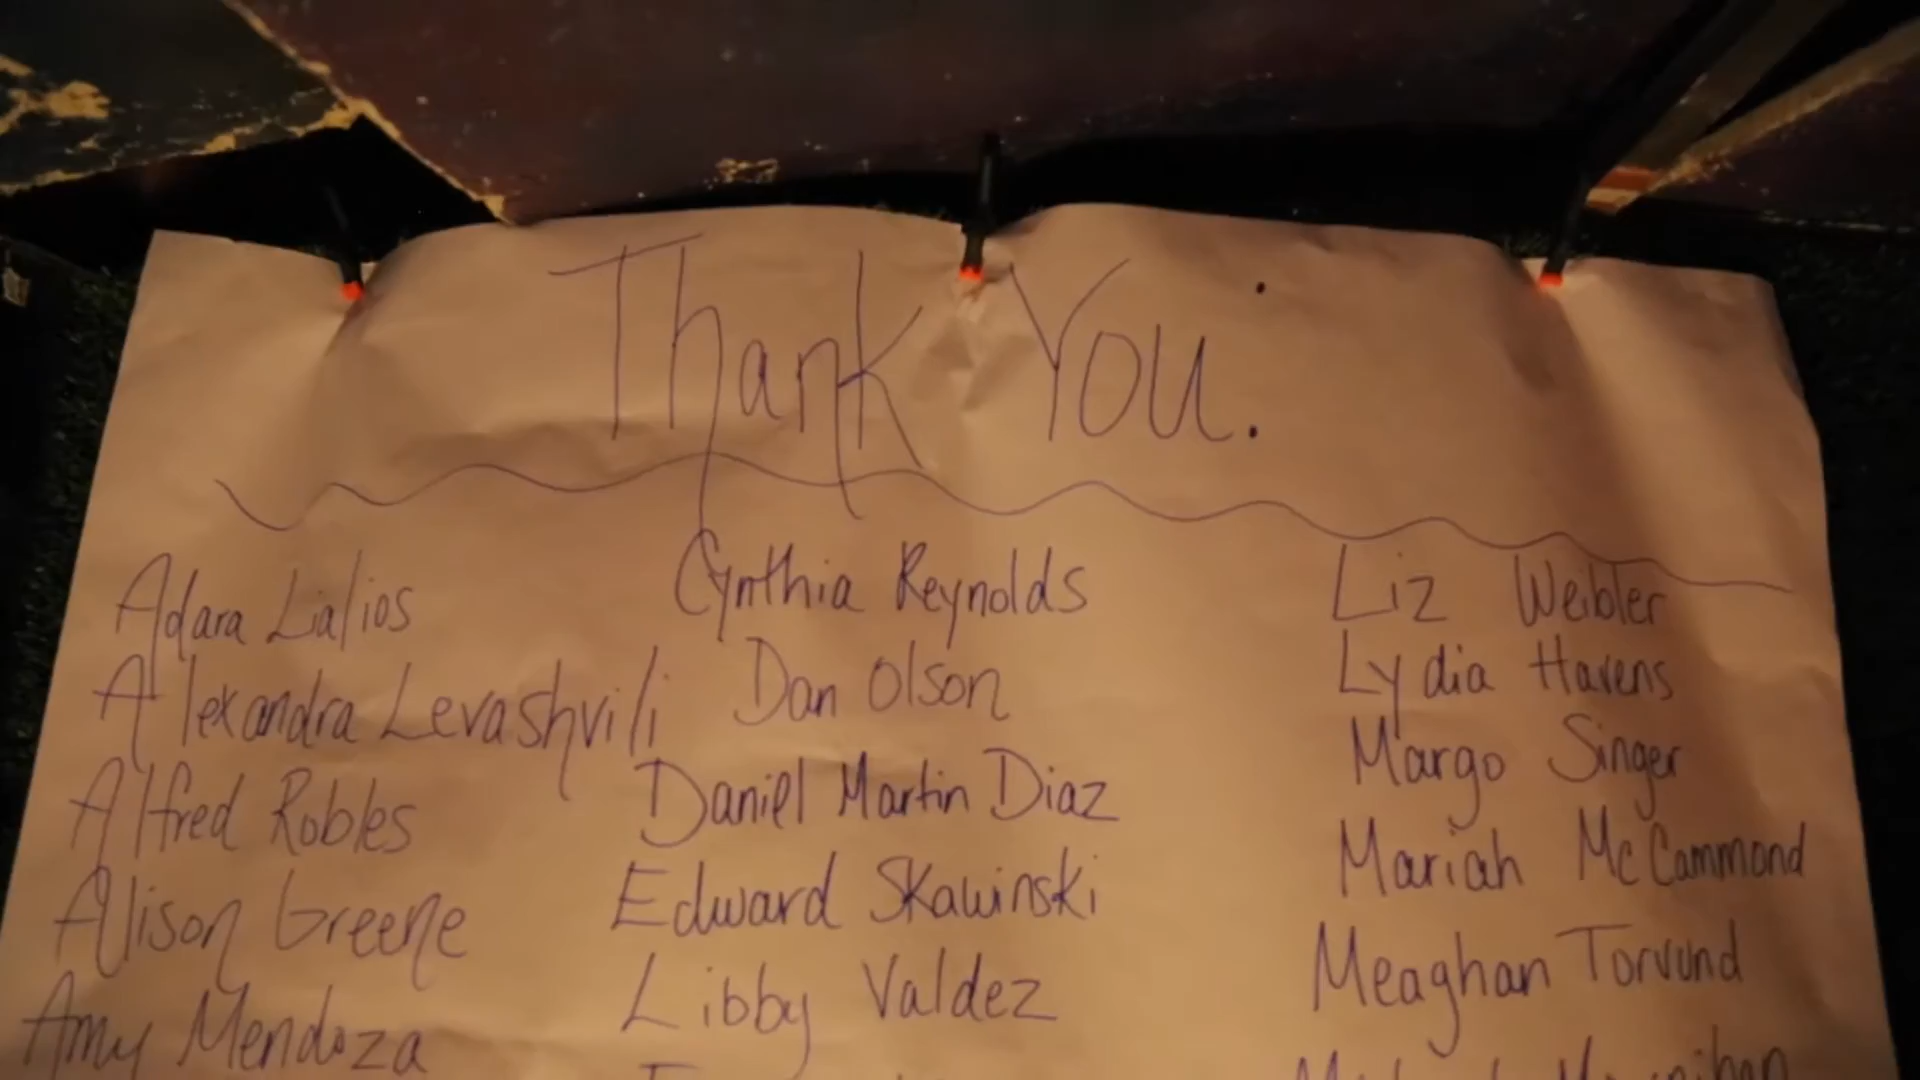 Thank You.
Adara Lialios
Alexandra Levashvili
Alfred Robles
Alison Greene
Amy Mendoza
Cynthia Reynolds
Dan Olson
Daniel Martin Diaz
Edward Skawinski
Libby Valdez
Liz Weibler
Lydia Havens
Margo Singer
Mariah McCammond
Meaghan Torvund